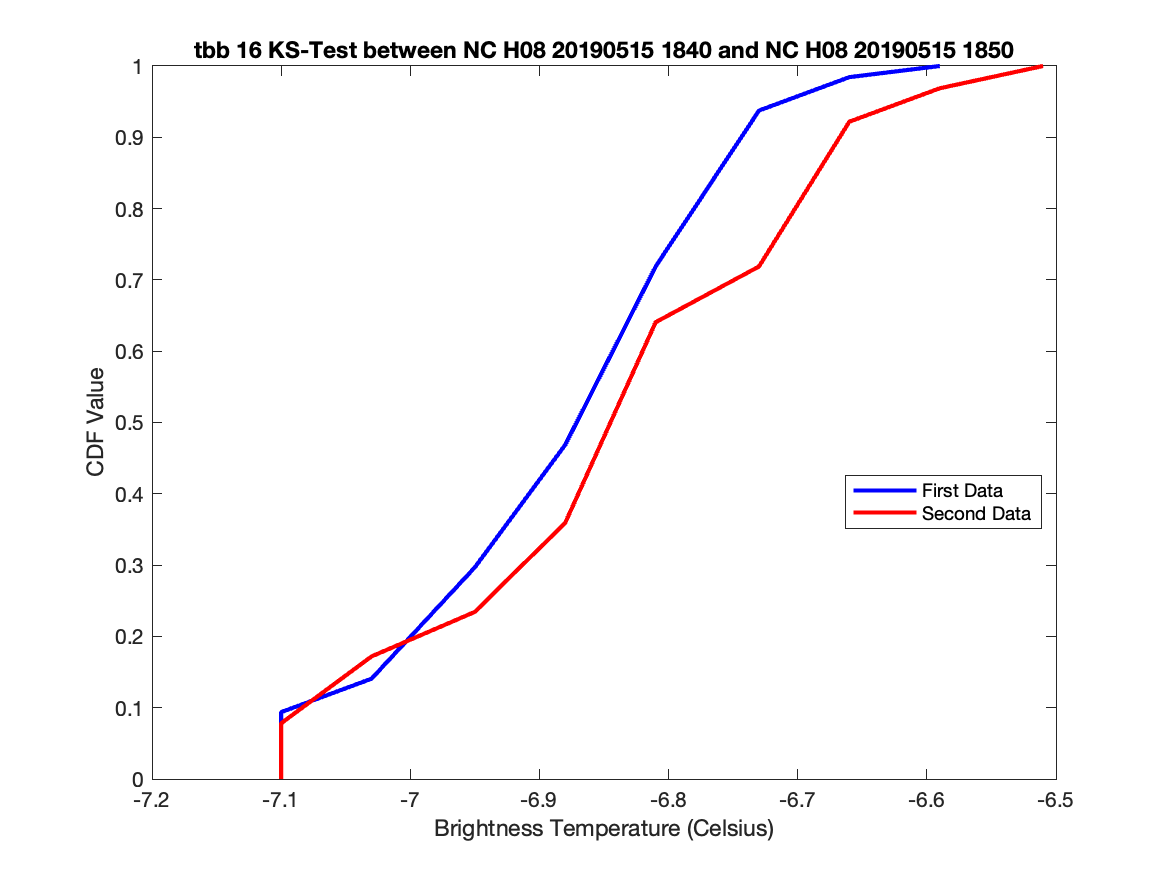 tbb 16 KS-Test between NC H08 20190515 1840 and NC H08 20190515 1850
1
0.9
0.8
0.7
0.6
0.5
0.4
0.3
0.2
0.1
0
CDF Value
First Data
Second Data
-7.2 -7.1 -7 -6.9 -6.8 -6.7 -6.6 -6.5
Brightness Temperature (Celsius)